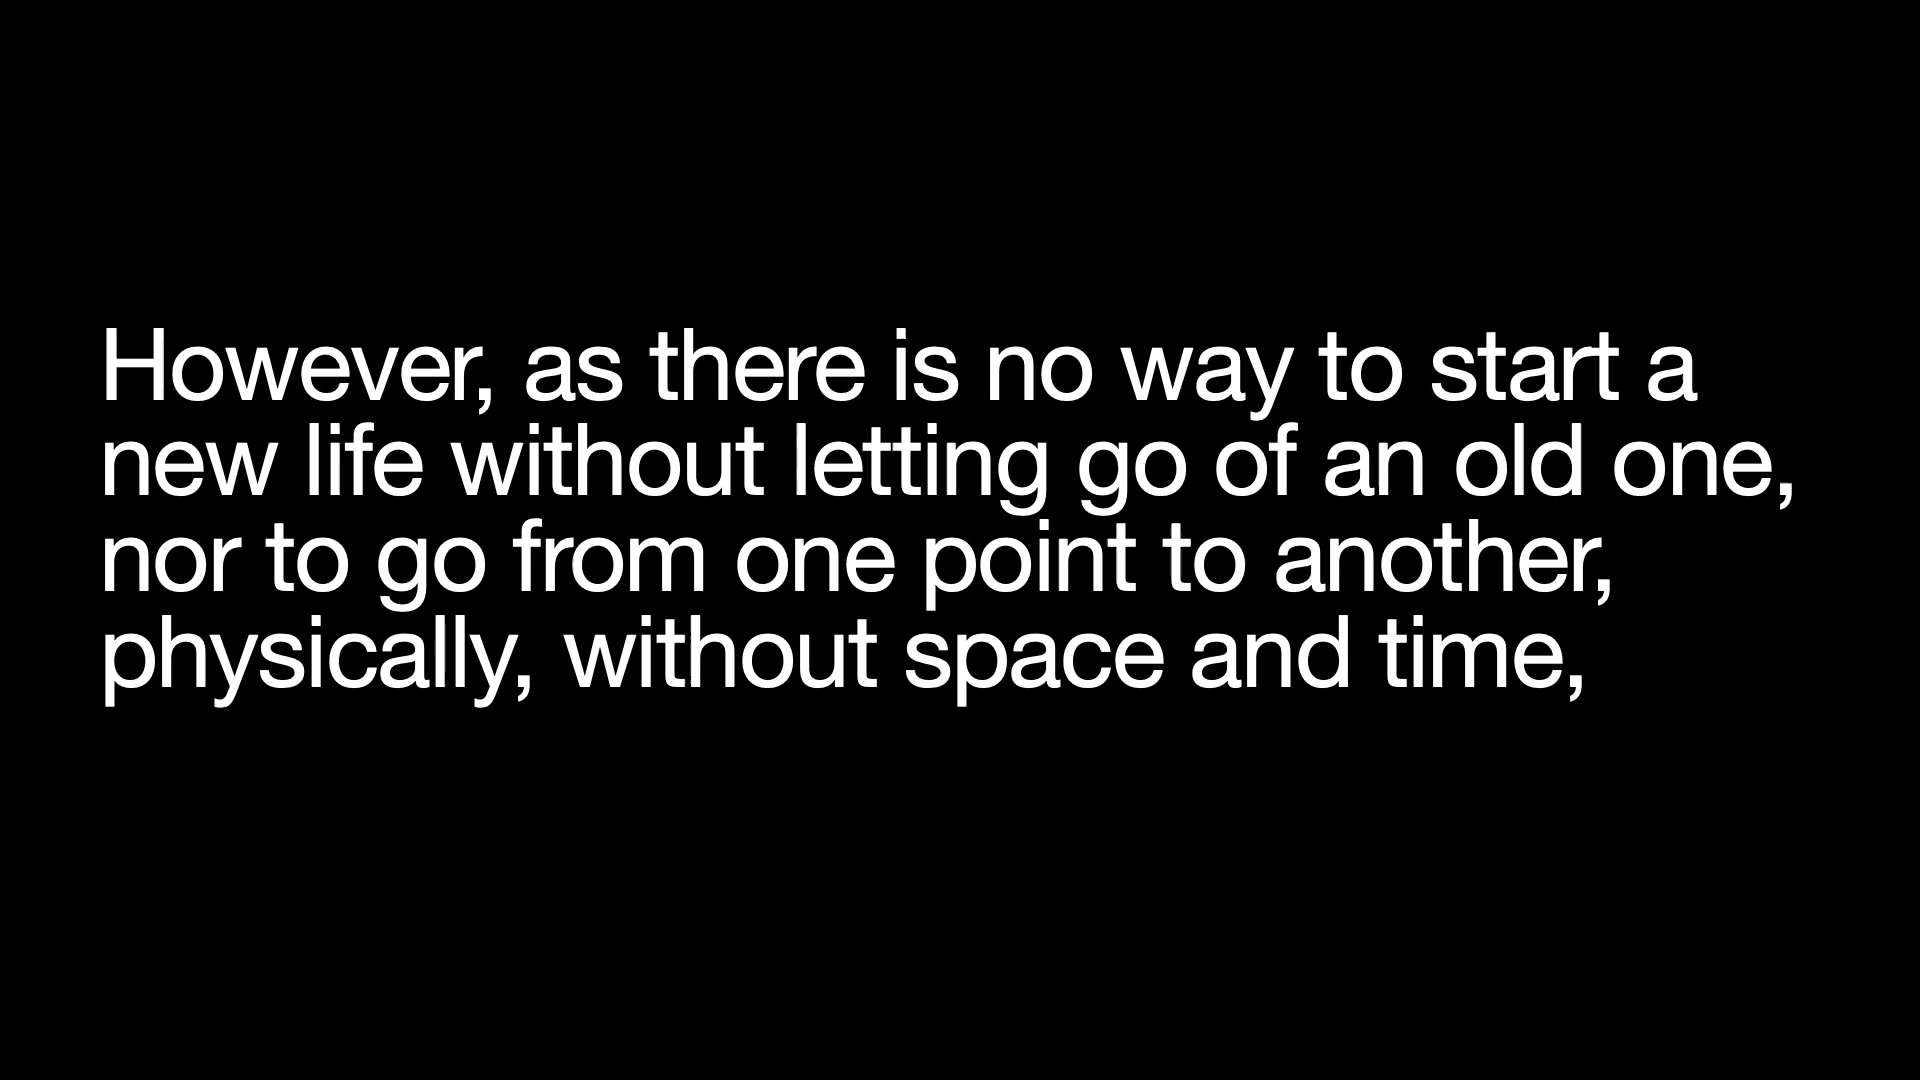 However, as there is no way to start a
new life without letting go of an old one,
nor to go from one point to another,
physically, without space and time,